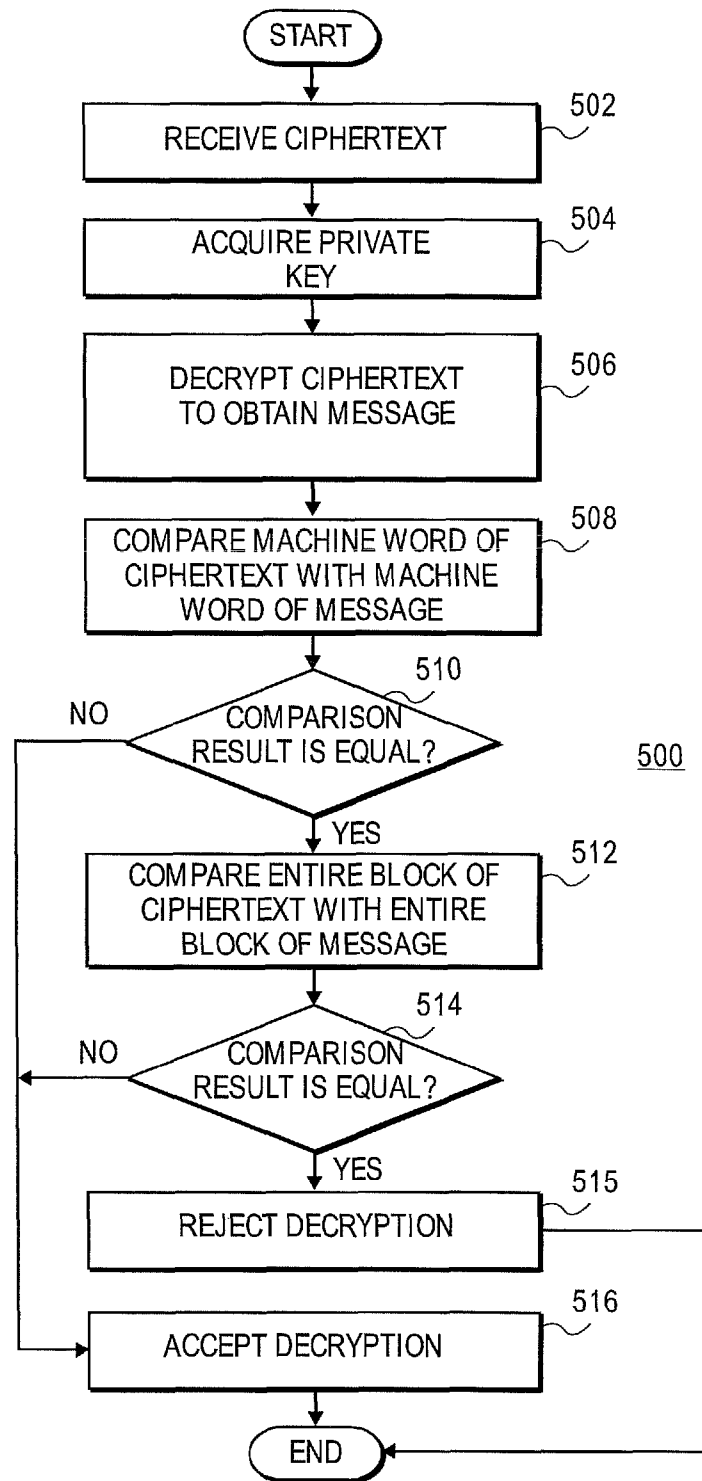 START
502
RECEIVE CIPHERTEXT
504
ACQUIRE PRIVATE
KEY
506
DECRYPT CIPHERTEXT
TO OBTAIN MESSAGE
508
COMPARE MACHINE WORD OF
CIPHERTEXT WITH MACHINE
WORD OF MESSAGE
510
NO
COMPARISON
RESULT IS EQUAL?
500
YES
512
COMPARE ENTIRE BLOCK OF
CIPHERTEXT WITH ENTIRE
BLOCK OF MESSAGE
514
NO
COMPARISON
RESULT IS EQUAL?
YES
515
REJECT DECRYPTION
516
ACCEPT DECRYPTION
END